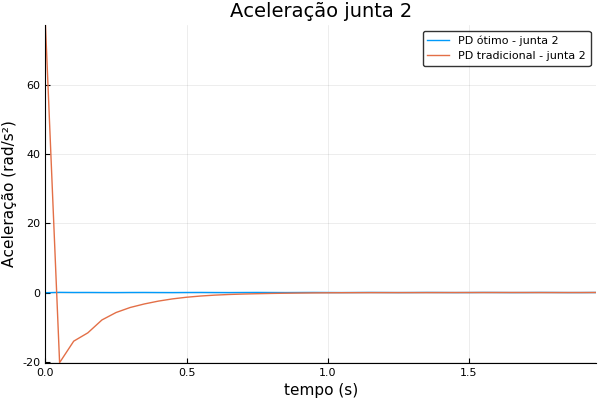 Aceleração junta 2
PD ótimo - junta 2
PD tradicional - junta 2
Aceleração (rad/s²)
60
40
20
0
-20
0.0 0.5 1.0 1.5
tempo (s)